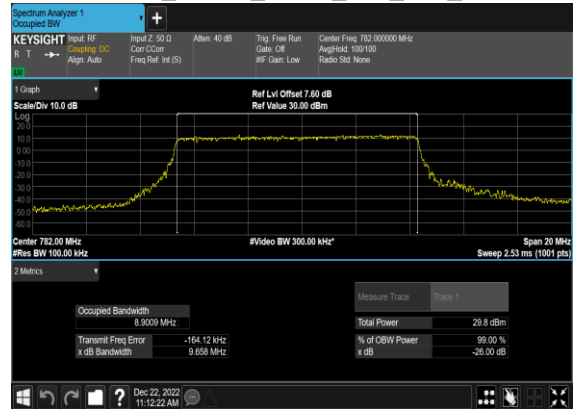 Spectrum Analyzer 1
Occupied BW
+
KEYSIGHT Input: RF Input Z: 50 Ω Atten: 40 dB Trig: Free Run Center Freq: 782.000000 MHz
R T Coupling: DC Corr CCorr Gate: Off Avg|Hold: 100/100
Align: Auto Freq Ref: Int (S) #IF Gain: Low Radio Std: None
LW
1 Graph
Ref Lvl Offset 7.60 dB
Scale/Div 10.0 dB Ref Value 30.00 dBm
Log
20.0
10.0
0.00
-10.0
-20.0
-30.0
-40.0
-50.0
-60.0
Center 782.00 MHz #Video BW 300.00 kHz* Span 20 MHz
#Res BW 100.00 kHz Sweep 2.53 ms (1001 pts)
2 Metrics
Measure Trace Trace 1
Occupied Bandwidth
8.9009 MHz Total Power 29.8 dBm
Transmit Freq Error -164.12 kHz % of OBW Power 99.00 %
x dB Bandwidth 9.658 MHz x dB -26.00 dB
? Dec 22, 2022
11:12:22 AM